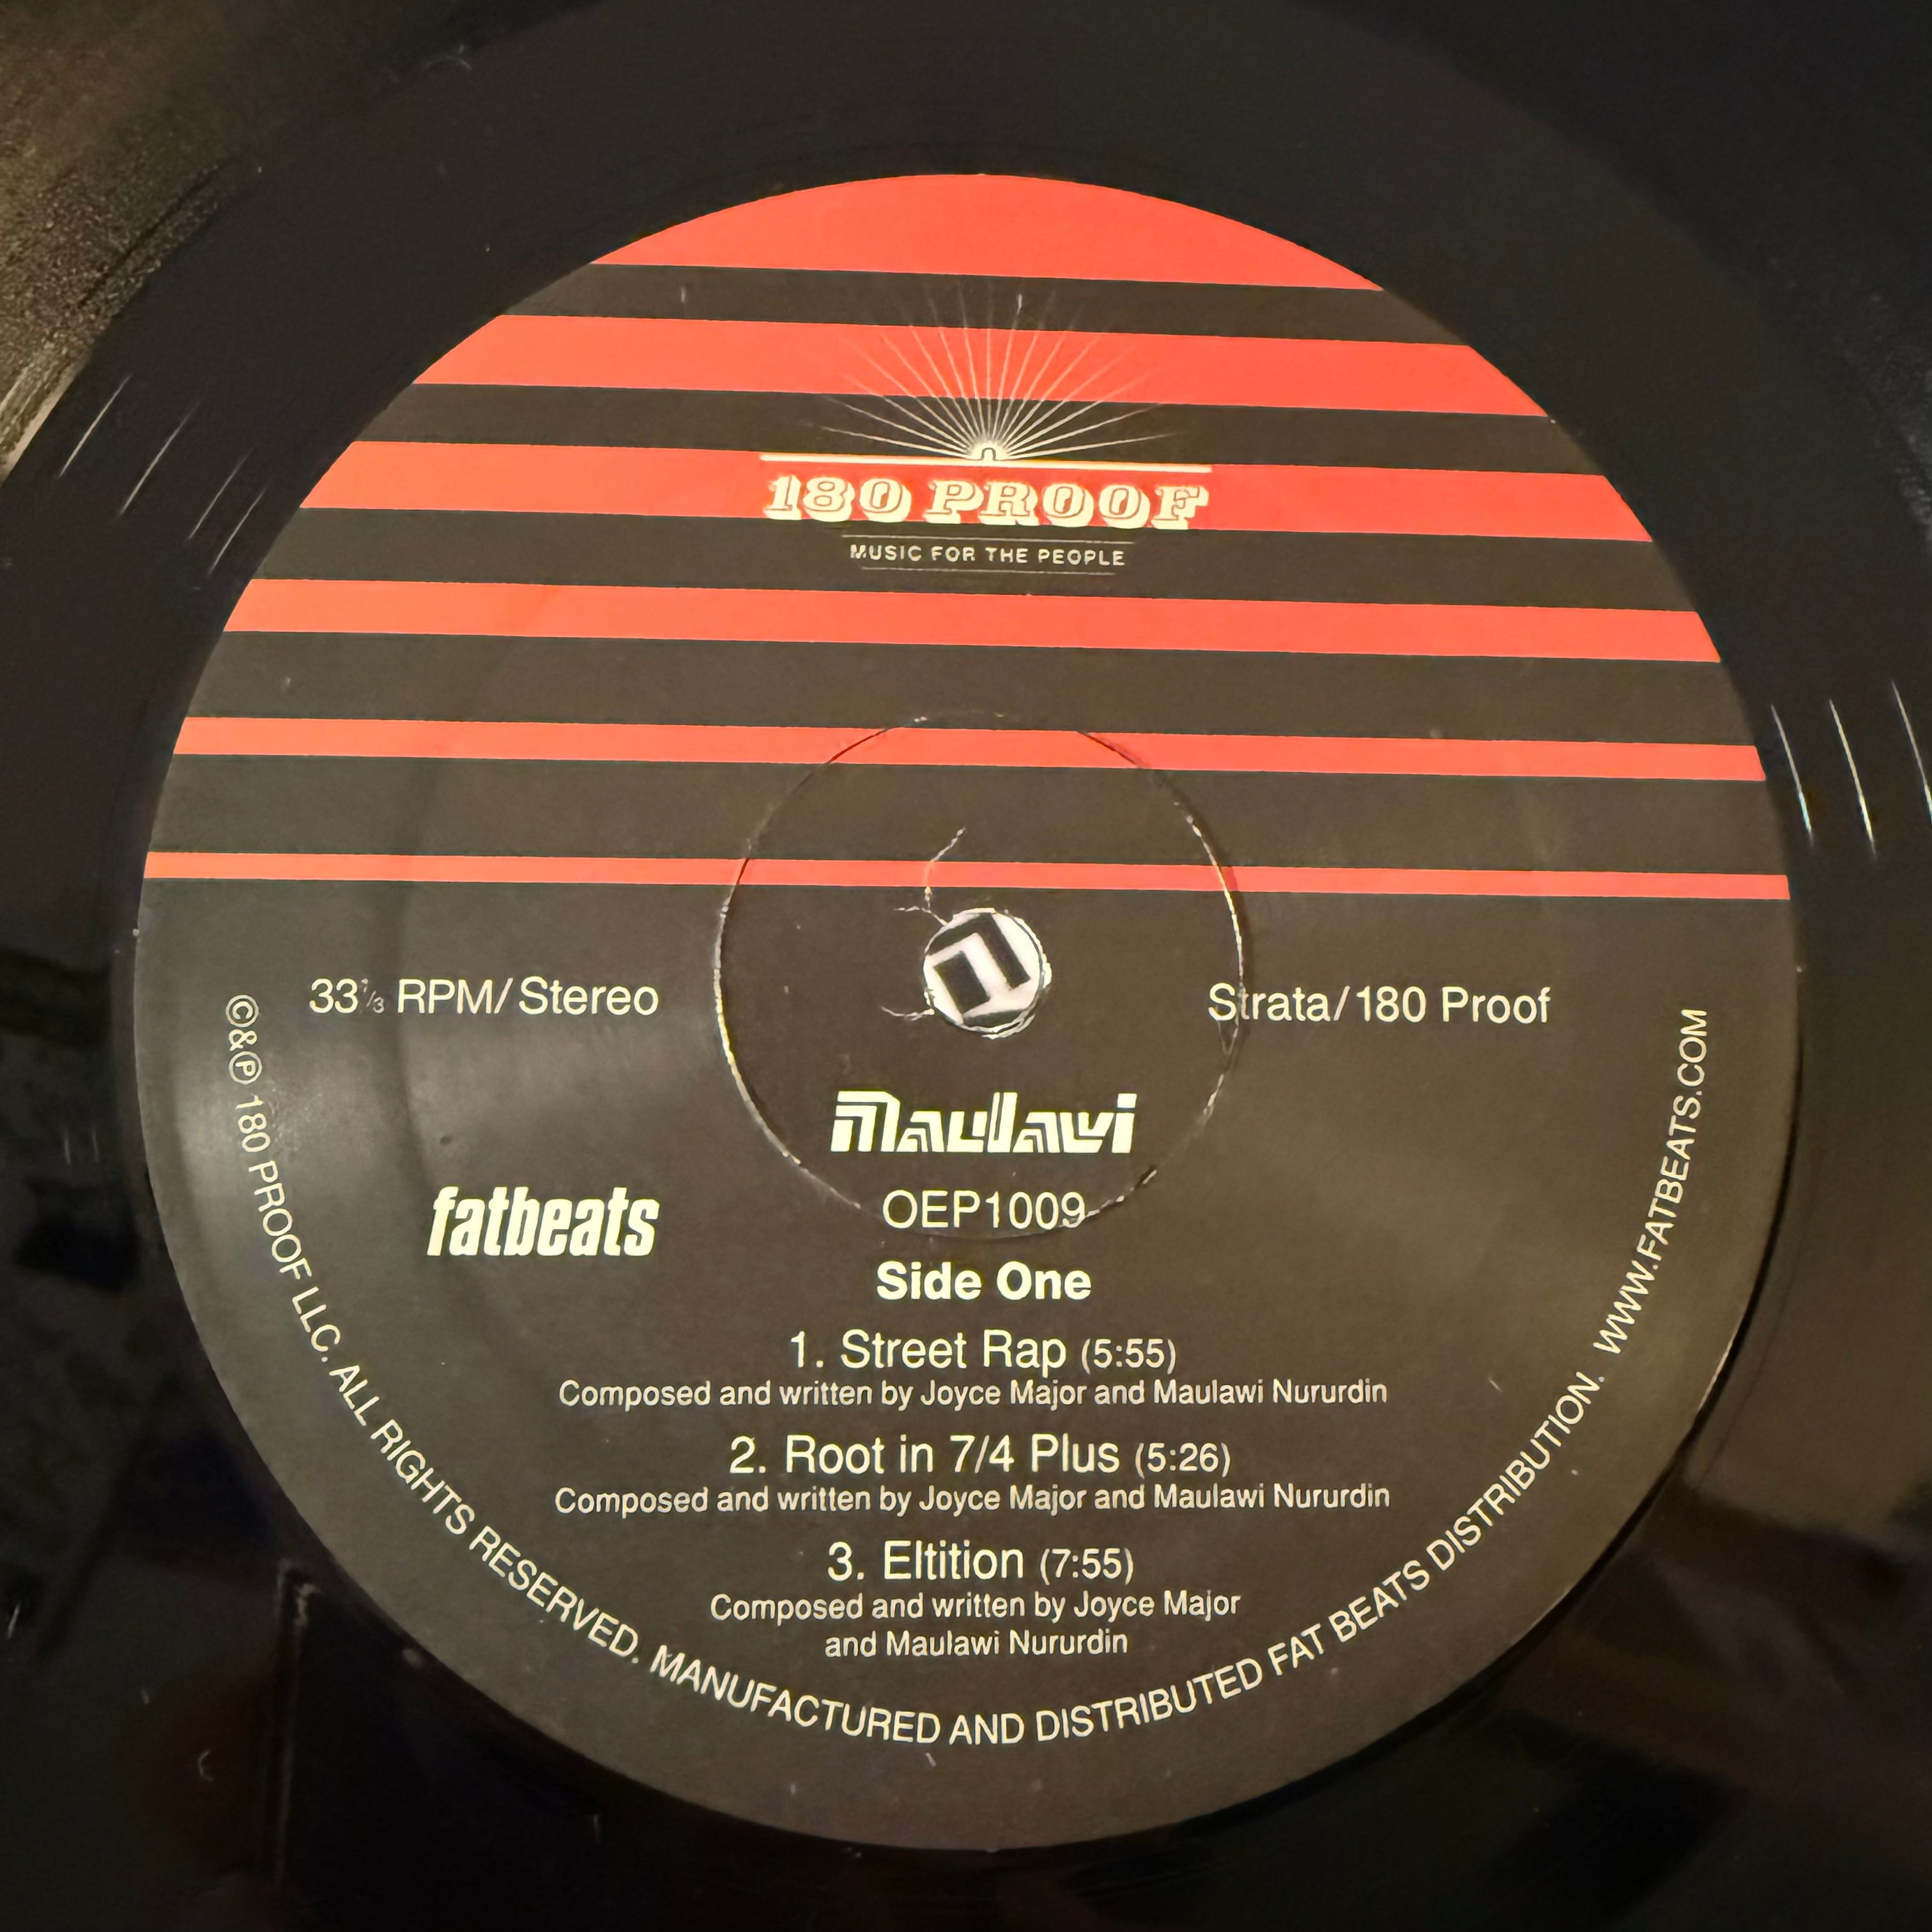 180 PROOF
MUSIC FOR THE PEOPLE
33⅓ RPM/Stereo
Strata/180 Proof
Maulawi
fatbeats
OEP1009
Side One
1. Street Rap (5:55)
Composed and written by Joyce Major and Maulawi Nururdin
2. Root in 7/4 Plus (5:26)
Composed and written by Joyce Major and Maulawi Nururdin
3. Eltition (7:55)
Composed and written by Joyce Major
and Maulawi Nururdin
©&℗ 180 PROOF LLC. ALL RIGHTS RESERVED. MANUFACTURED AND DISTRIBUTED FAT BEATS DISTRIBUTION. WWW.FATBEATS.COM